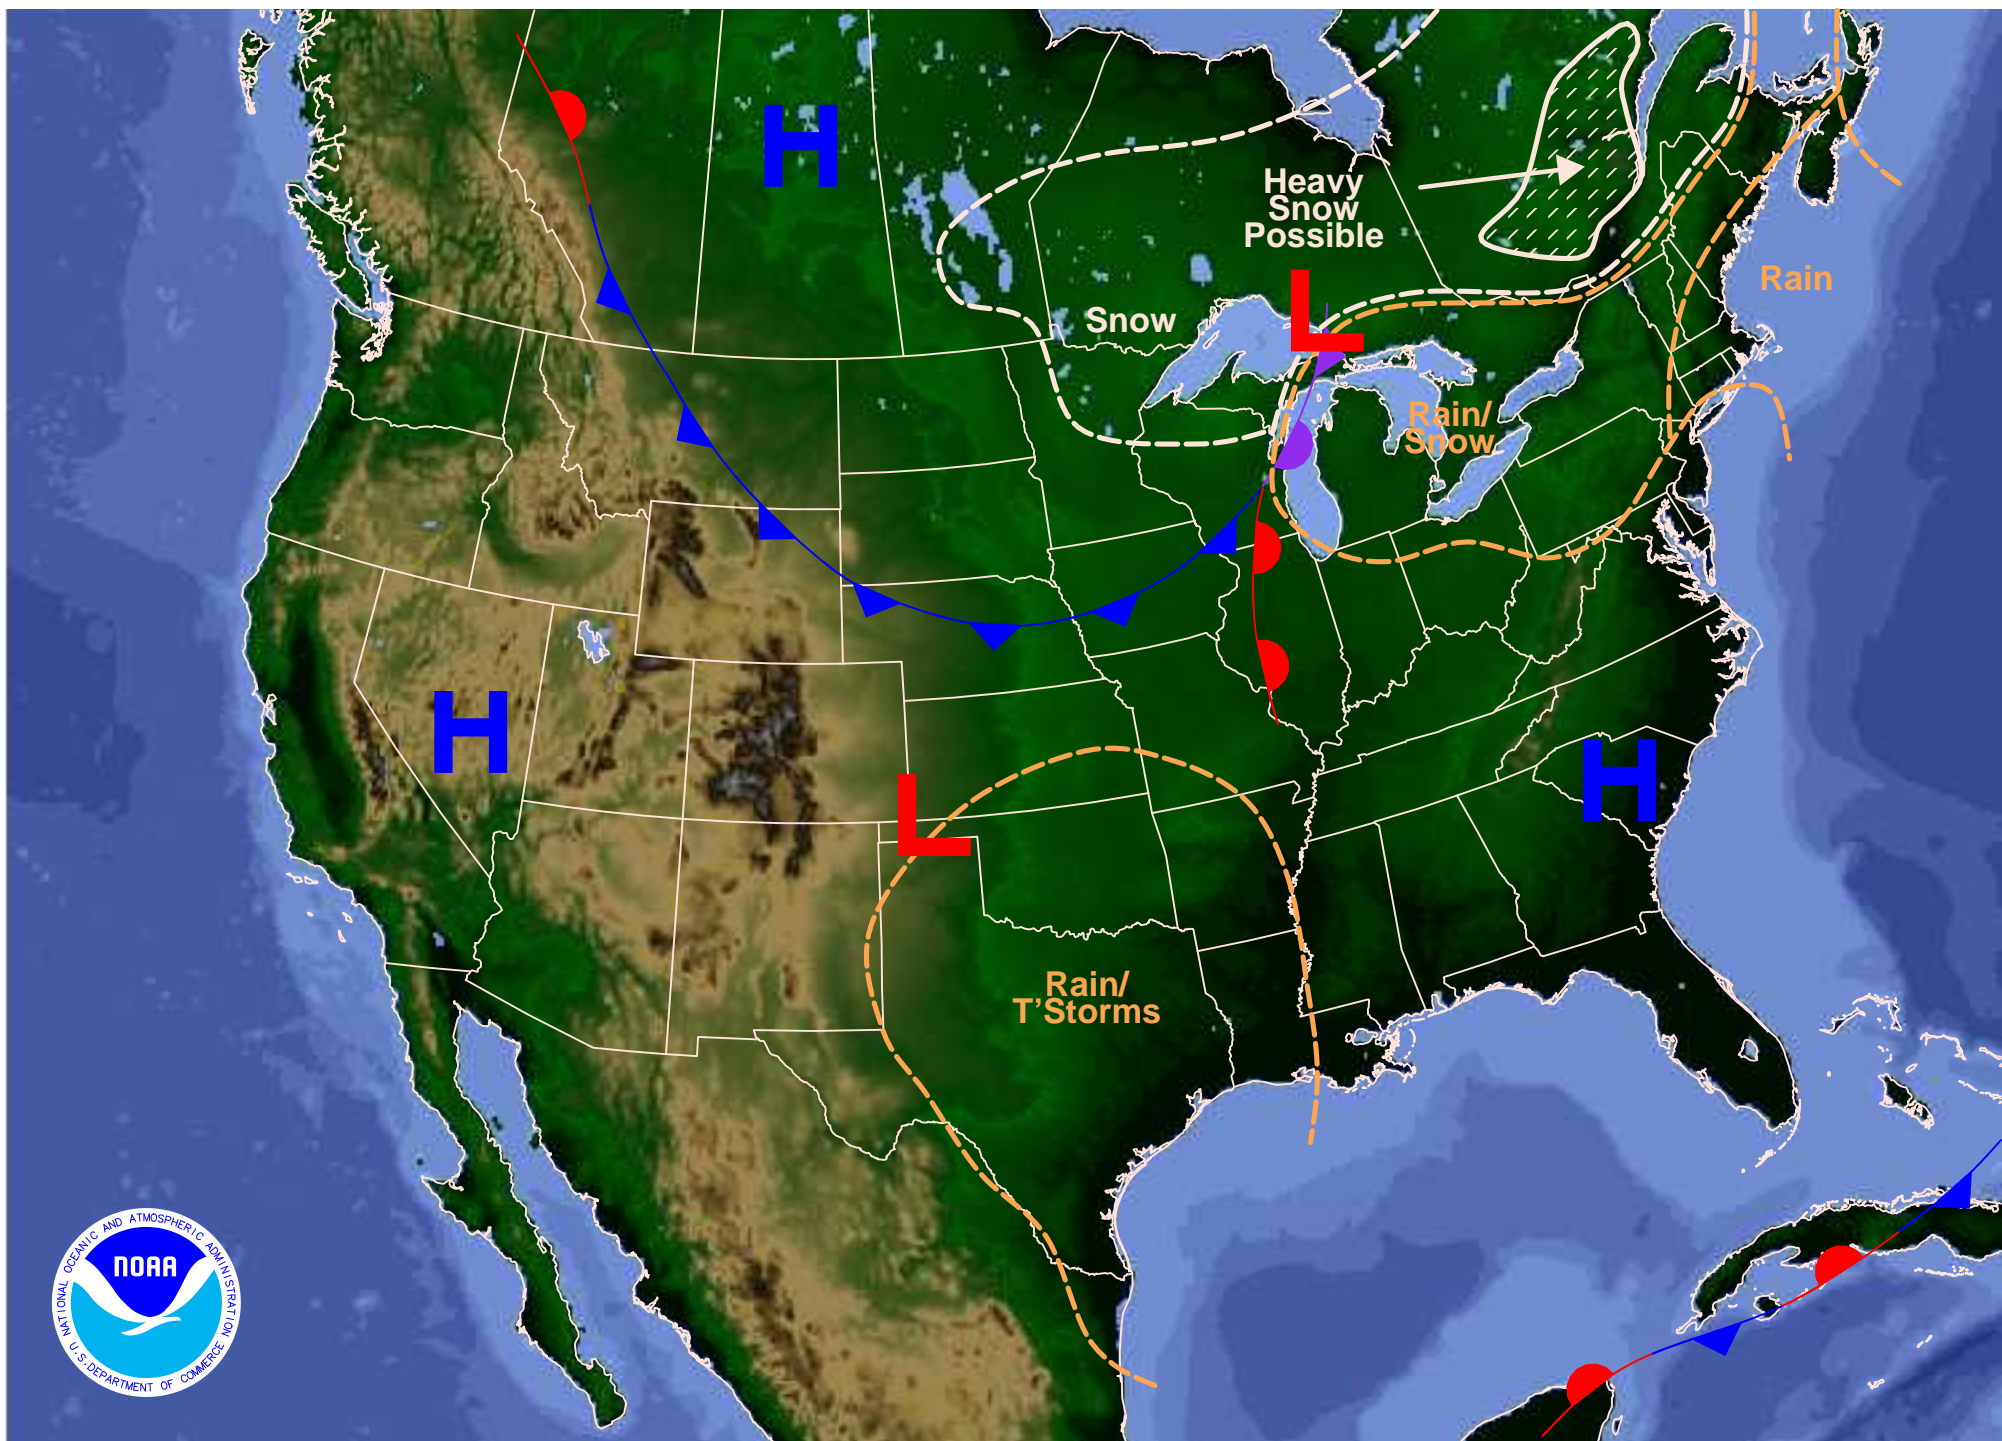 H
Heavy
Snow
Possible
L
Snow
Rain
Rain/
Snow
H
H
L
Rain/
T'Storms
NATIONAL OCEANIC AND ATMOSPHERIC ADMINISTRATION
NOAA
U.S. DEPARTMENT OF COMMERCE